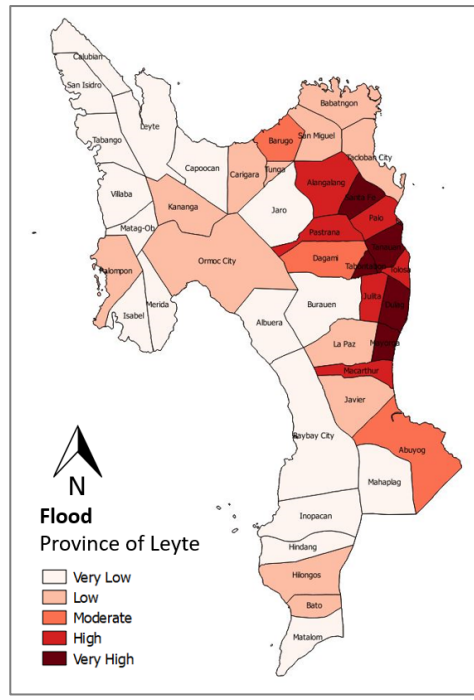 Calubian
San Isidro
Babatngon
Leyte
Tabango
San Miguel
Barugo
Tacloban City
Capoocan
Carigara
Tunga
Alangalang
Villaba
Kananga
Jaro
Santa Fe
Palo
Matag-Ob
Pastrana
Tanauan
Ormoc City
Dagami
Tabontabon
Tolosa
Palompon
Merida
Burauen
Julita
Dulag
Isabel
Albuera
La Paz
Mayorga
Macarthur
Javier
Baybay City
Abuyog
Mahaplag
Inopacan
Hindang
Hilongos
Bato
Matalom
N
Flood
Province of Leyte
Very Low
Low
Moderate
High
Very High